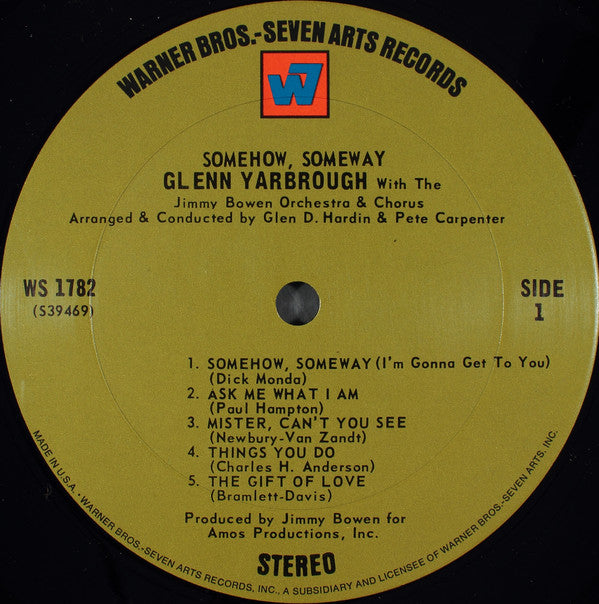 WARNER BROS.-SEVEN ARTS RECORDS
W7
SOMEHOW, SOMEWAY
GLENN YARBROUGH With The
Jimmy Bowen Orchestra & Chorus
Arranged & Conducted by Glen D. Hardin & Pete Carpenter
WS 1782
(S39469)
SIDE
1
1. SOMEHOW, SOMEWAY (I'm Gonna Get To You)
(Dick Monda)
2. ASK ME WHAT I AM
(Paul Hampton)
3. MISTER, CAN'T YOU SEE
(Newbury-Van Zandt)
4. THINGS YOU DO
(Charles H. Anderson)
5. THE GIFT OF LOVE
(Bramlett-Davis)
Produced by Jimmy Bowen for
Amos Productions, Inc.
STEREO
MADE IN U.S.A. · WARNER BROS.-SEVEN ARTS RECORDS, INC., A SUBSIDIARY AND LICENSEE OF WARNER BROS.-SEVEN ARTS, INC.